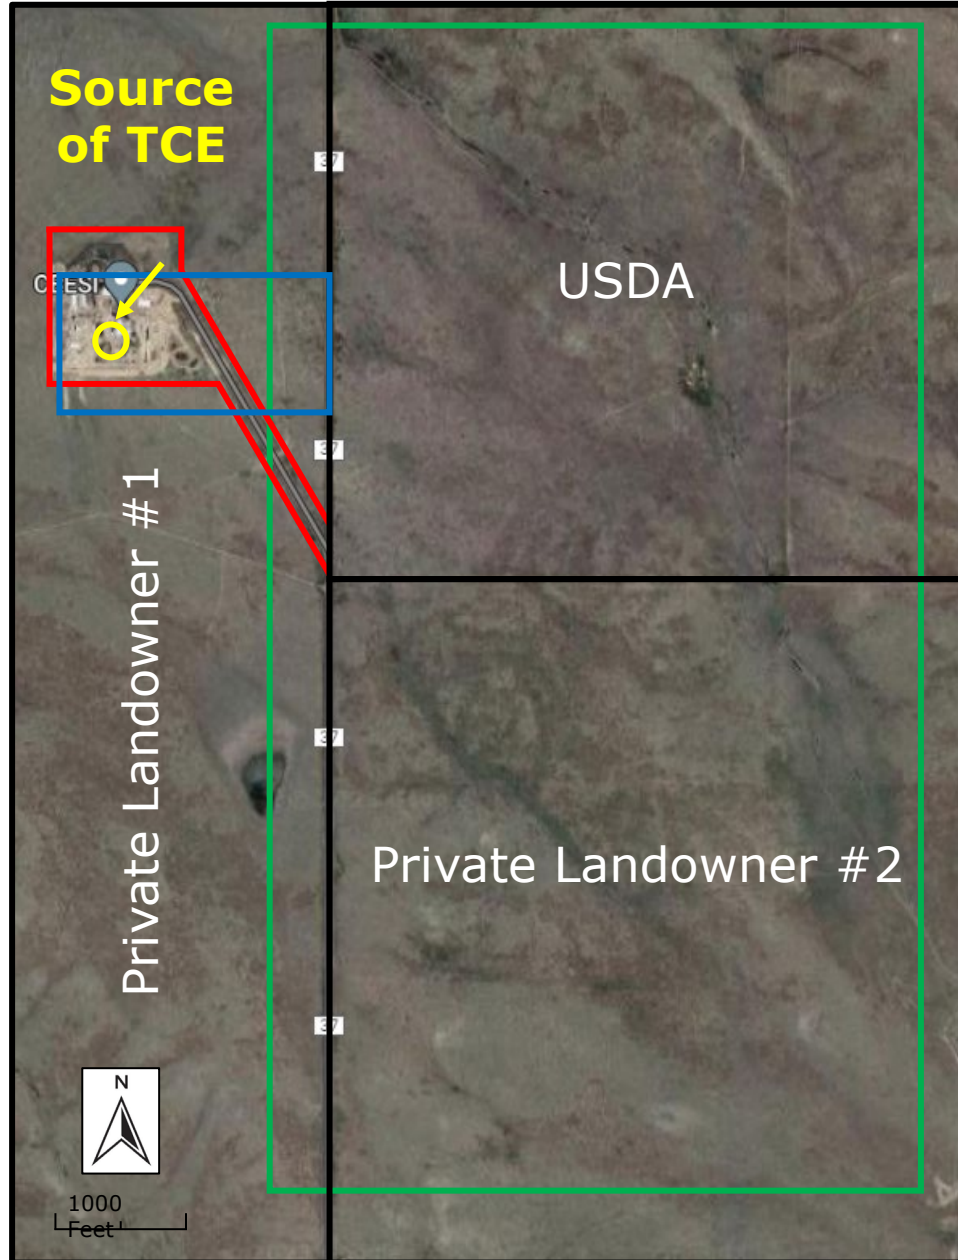 Source
of TCE
37
CEESI
USDA
37
Private Landowner #1
37
Private Landowner #2
37
N
1000
Feet